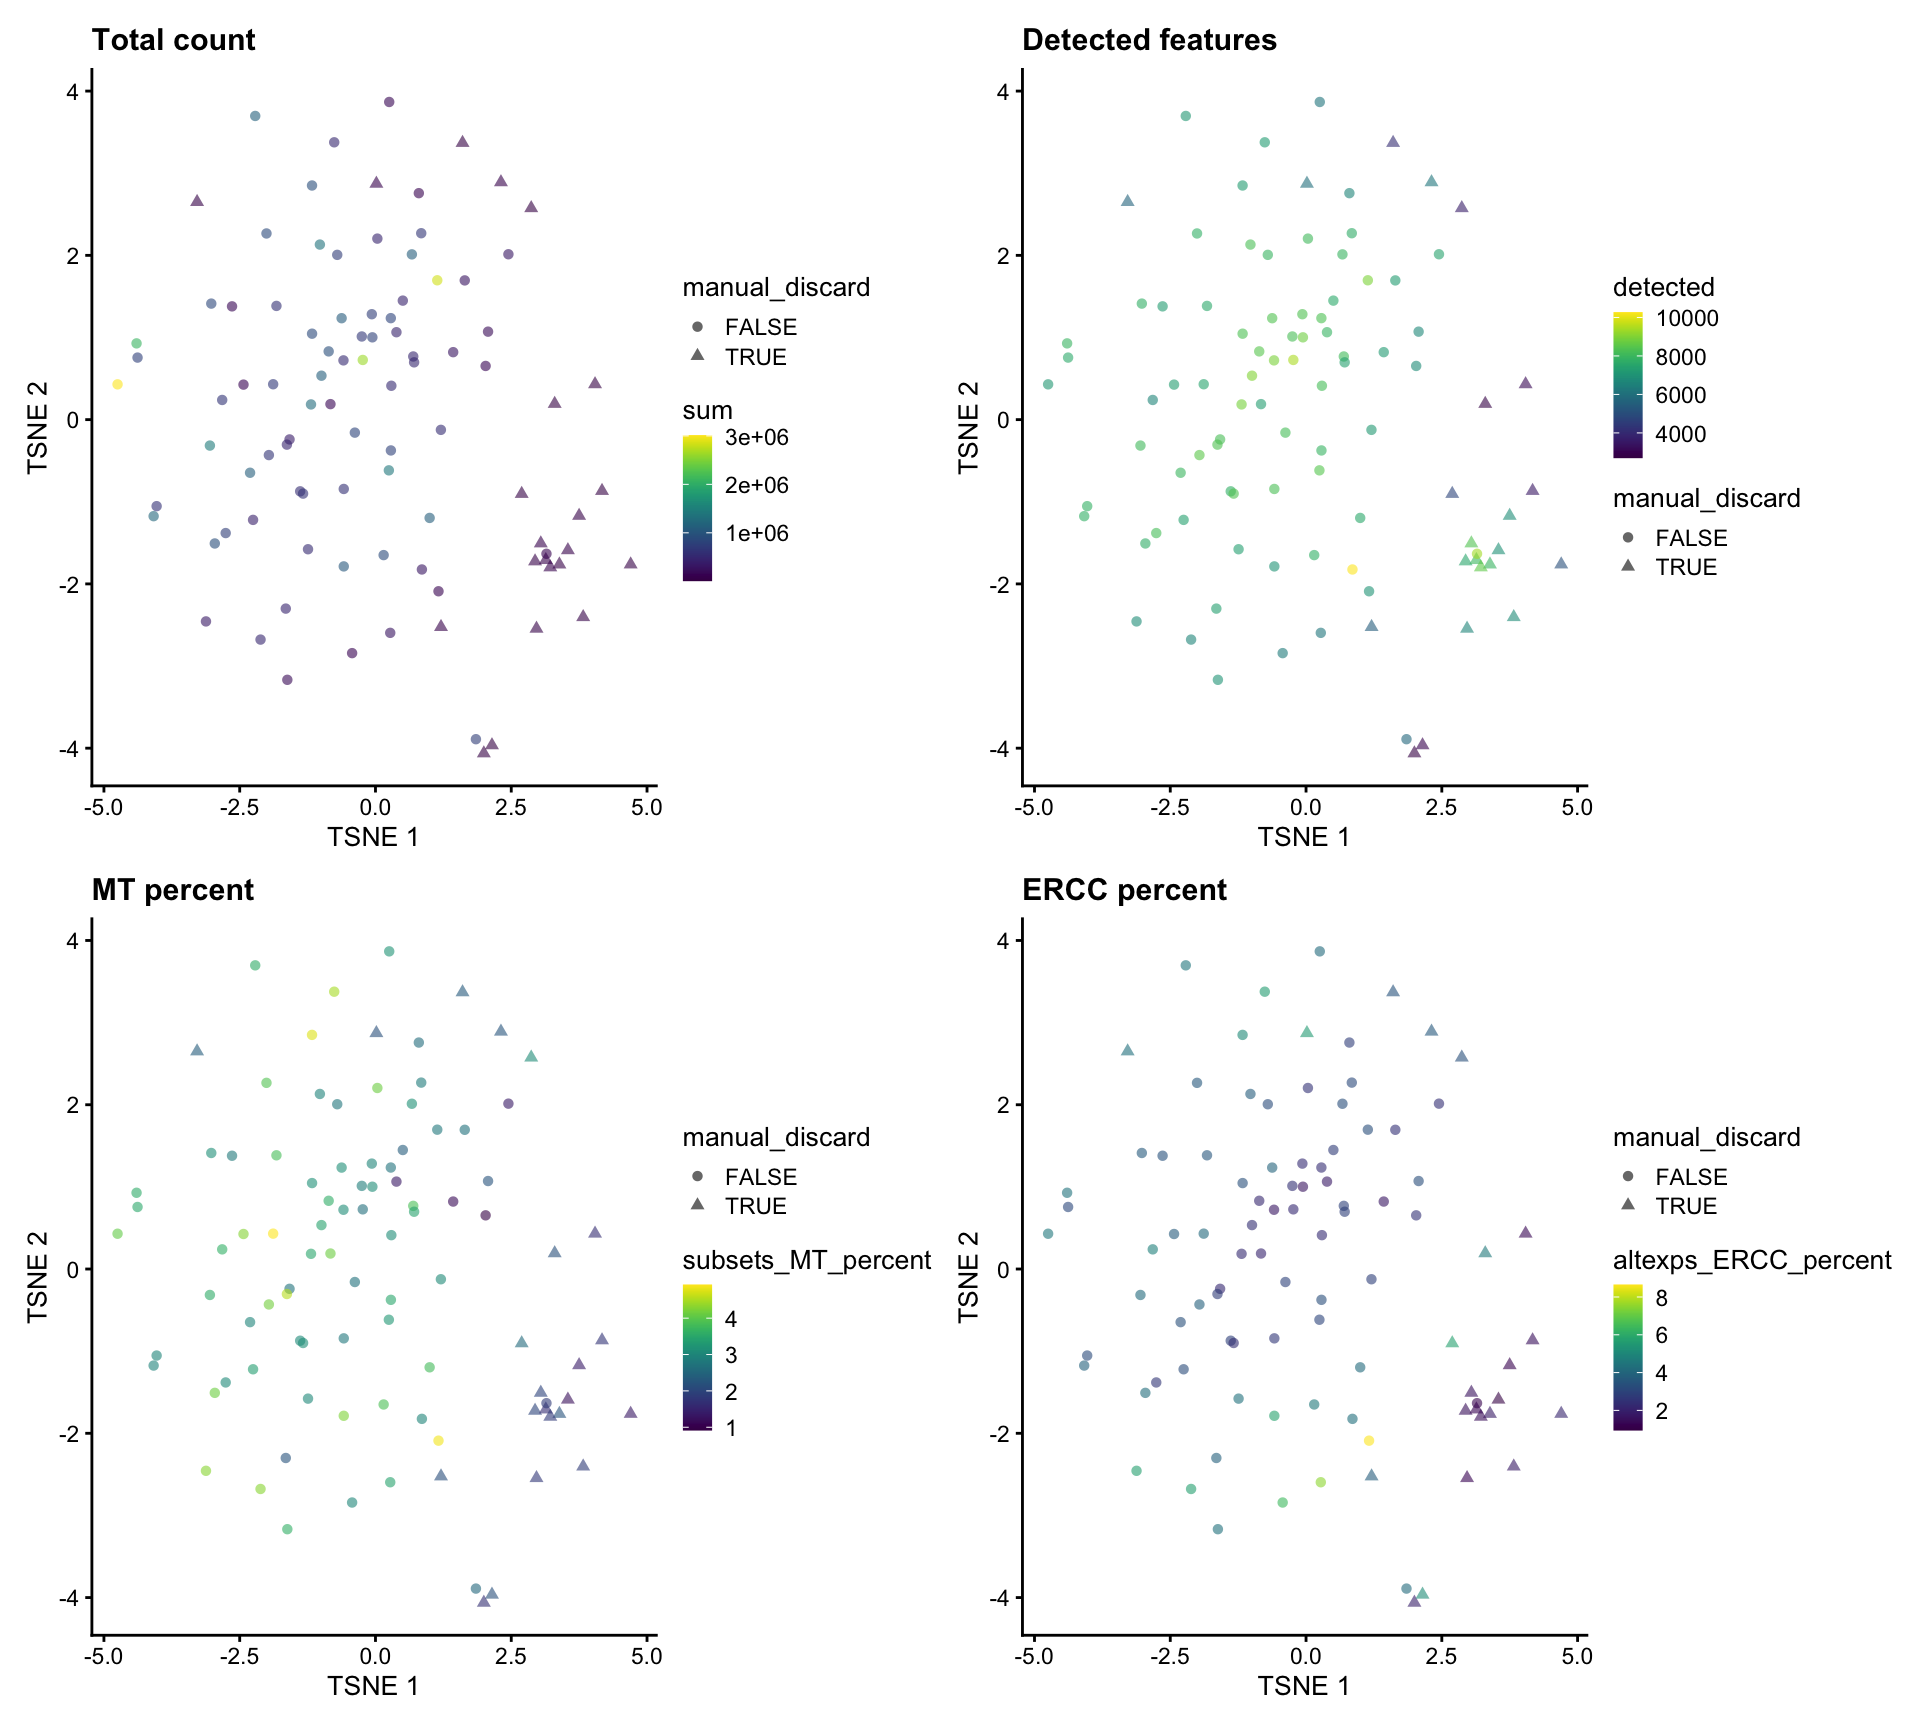 Total count
4
2
0
-2
-4
TSNE 2
-5.0 -2.5 0.0 2.5 5.0
TSNE 1
manual_discard
FALSE
TRUE
sum
3e+06
2e+06
1e+06
Detected features
4
2
0
-2
-4
TSNE 2
-5.0 -2.5 0.0 2.5 5.0
TSNE 1
detected
10000
8000
6000
4000
manual_discard
FALSE
TRUE
MT percent
4
2
0
-2
-4
TSNE 2
-5.0 -2.5 0.0 2.5 5.0
TSNE 1
manual_discard
FALSE
TRUE
subsets_MT_percent
4
3
2
1
ERCC percent
4
2
0
-2
-4
TSNE 2
-5.0 -2.5 0.0 2.5 5.0
TSNE 1
manual_discard
FALSE
TRUE
altexps_ERCC_percent
8
6
4
2